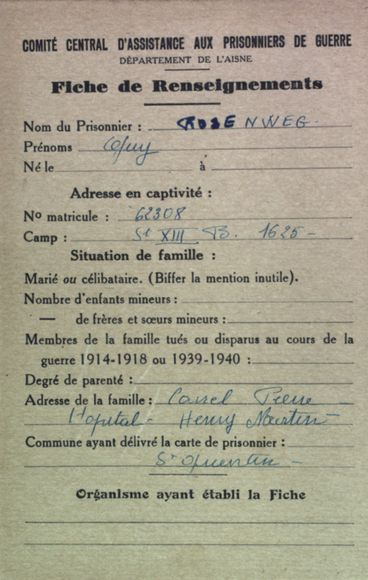 COMITÉ CENTRAL D'ASSISTANCE AUX PRISONNIERS DE GUERRE
DÉPARTEMENT DE L'AISNE
Fiche de Renseignements
Nom du Prisonnier : ROSENWEG
Prénoms Guy
Né le à
Adresse en captivité :
No matricule : 62308
Camp : St XIII B. 1625 -
Situation de famille :
Marié ou célibataire. (Biffer la mention inutile).
Nombre d'enfants mineurs :
— de frères et sœurs mineurs :
Membres de la famille tués ou disparus au cours de la
guerre 1914-1918 ou 1939-1940 :
Degré de parenté :
Adresse de la famille : Cassel Pierre
Hopital - Henry Martin
Commune ayant délivré la carte de prisonnier :
St Quentin -
Organisme ayant établi la Fiche